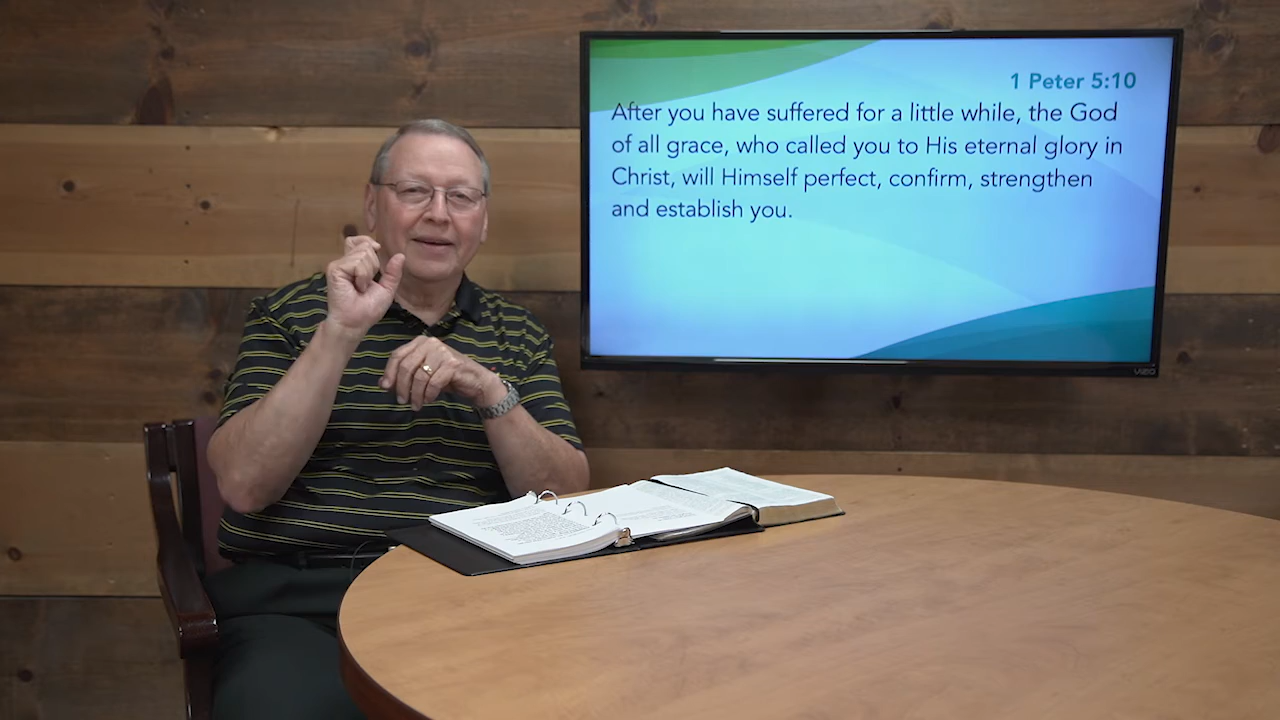 1 Peter 5:10
After you have suffered for a little while, the God
of all grace, who called you to His eternal glory in
Christ, will Himself perfect, confirm, strengthen
and establish you.
VIZIO